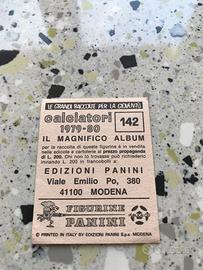 LE GRANDI RACCOLTE PER LA GIOVENTÙ
calciatori
1979-80
142
IL MAGNIFICO ALBUM
per la raccolta di queste figurine è in vendita
nelle edicole e cartolerie al prezzo propaganda
di L. 200. Chi non lo trovasse può richiederlo
inviando L. 200 in francobolli a:
EDIZIONI PANINI
Viale Emilio Po, 380
41100 MODENA
FIGURINE
PANINI
© PRINTED IN ITALY BY EDIZIONI PANINI S.p.A. MODENA